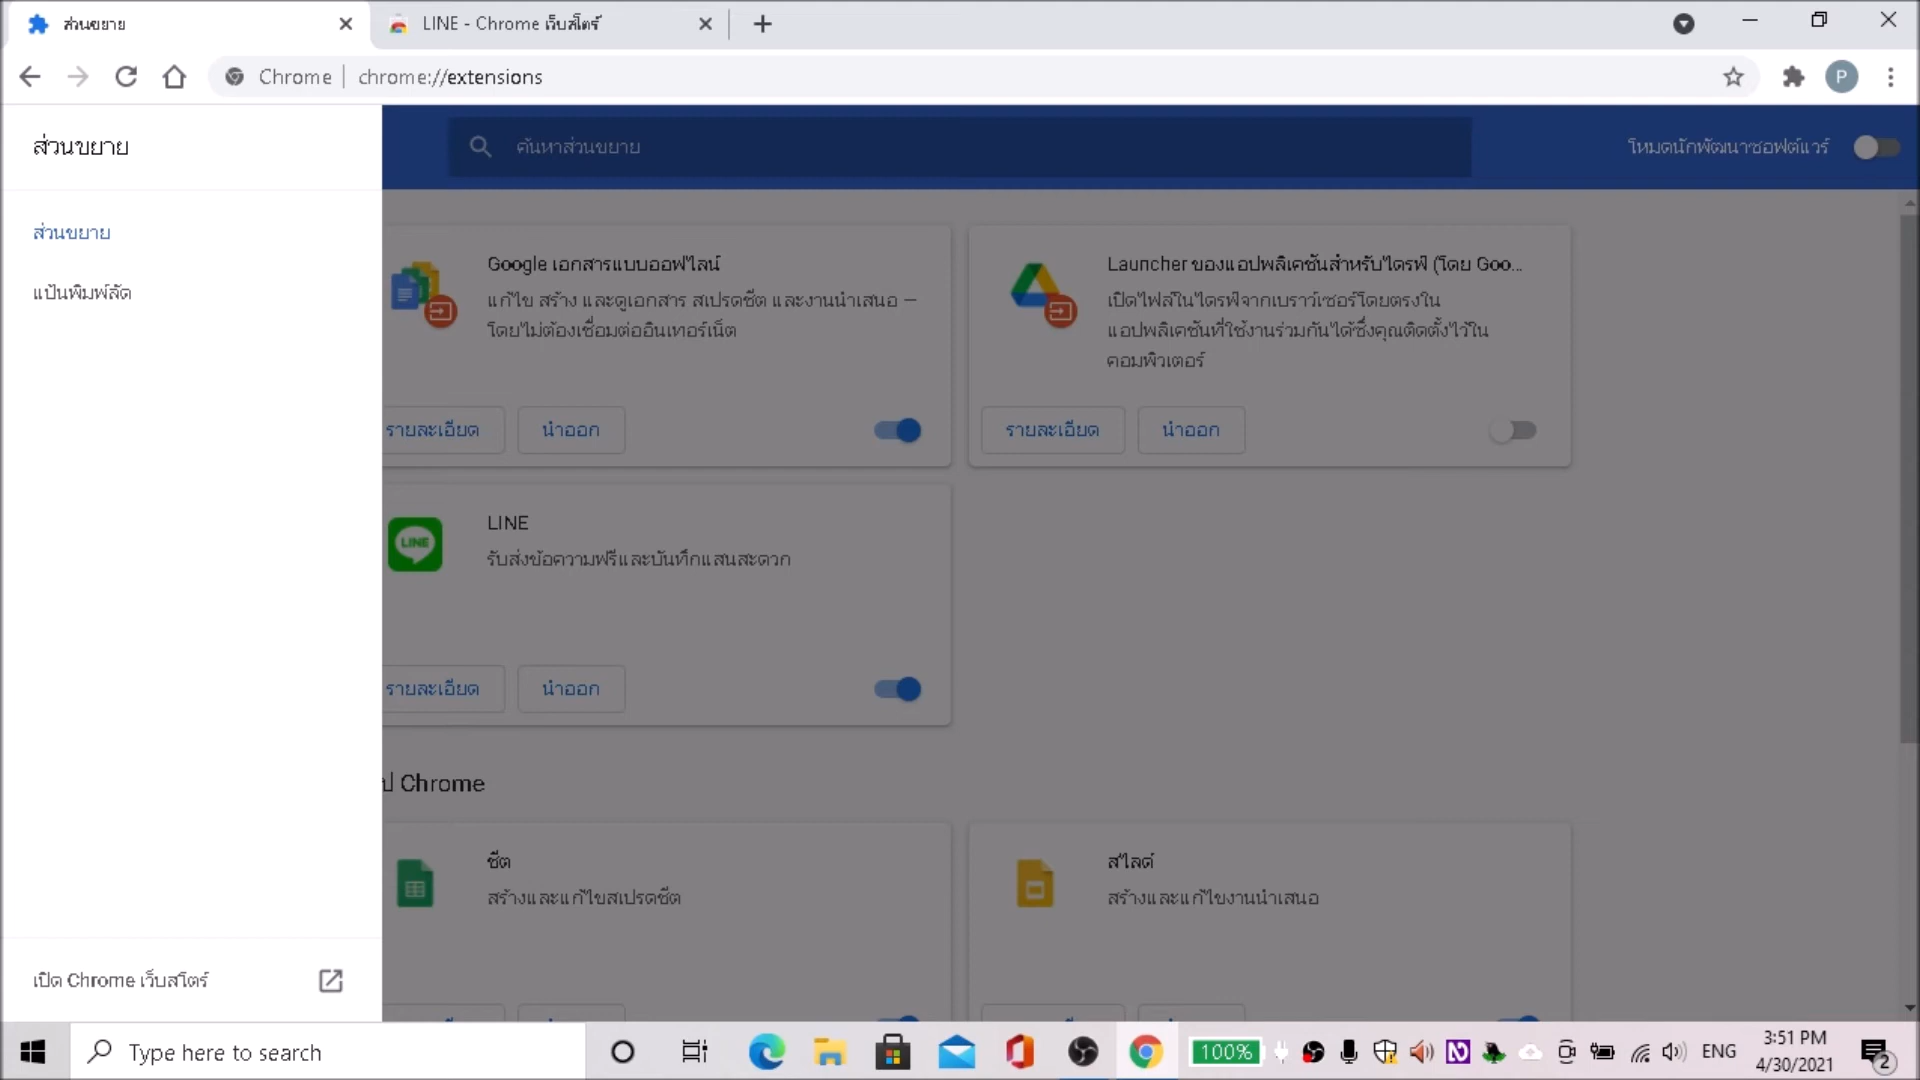 ส่วนขยาย
LINE - Chrome เว็บสโตร์
Chrome
chrome://extensions
P
ส่วนขยาย
ค้นหาส่วนขยาย
โหมดนักพัฒนาซอฟต์แวร์
ส่วนขยาย
แป้นพิมพ์ลัด
Google เอกสารแบบออฟไลน์
แก้ไข สร้าง และดูเอกสาร สเปรดชีต และงานนำเสนอ —
โดยไม่ต้องเชื่อมต่ออินเทอร์เน็ต
รายละเอียด
นำออก
Launcher ของแอปพลิเคชันสำหรับไดรฟ์ (โดย Goo...
เปิดไฟล์ในไดรฟ์จากเบราว์เซอร์โดยตรงใน
แอปพลิเคชันที่ใช้งานร่วมกันได้ซึ่งคุณติดตั้งไว้ใน
คอมพิวเตอร์
รายละเอียด
นำออก
LINE
LINE
รับส่งข้อความฟรีและบันทึกแสนสะดวก
รายละเอียด
นำออก
ป Chrome
ชีต
สร้างและแก้ไขสเปรดชีต
สไลด์
สร้างและแก้ไขงานนำเสนอ
เปิด Chrome เว็บสโตร์
Type here to search
100%
N
ENG
3:51 PM
4/30/2021
2